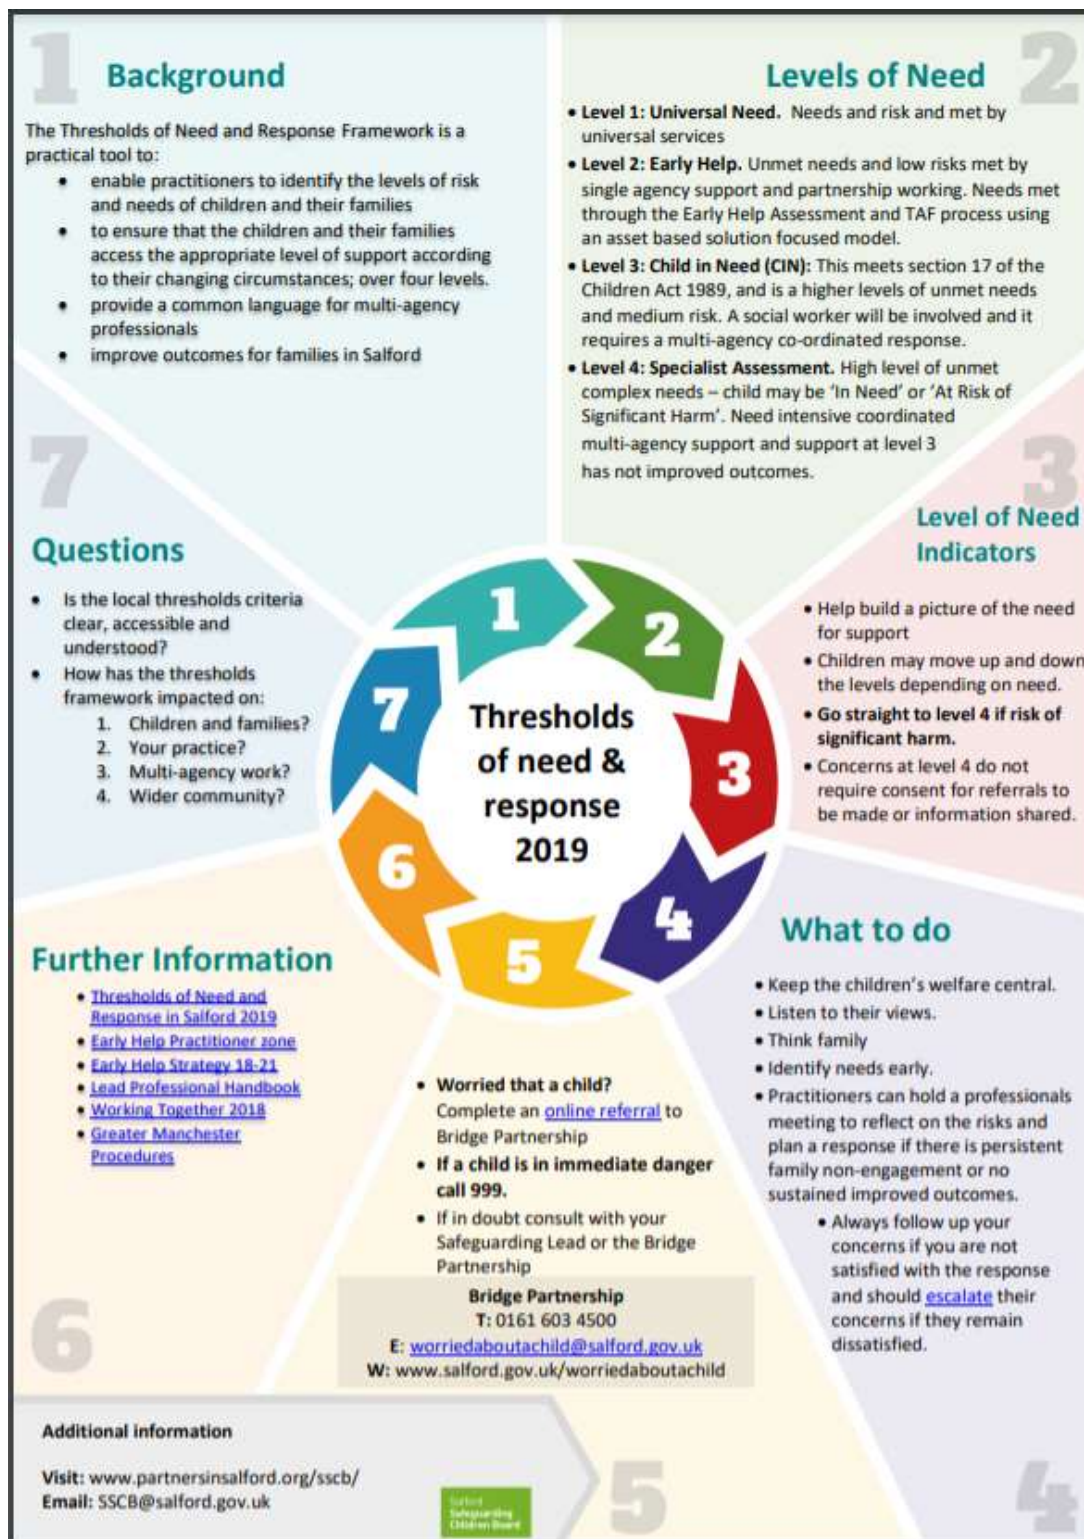 1
Background
The Thresholds of Need and Response Framework is a
practical tool to:
• enable practitioners to identify the levels of risk
and needs of children and their families
• to ensure that the children and their families
access the appropriate level of support according
to their changing circumstances; over four levels.
• provide a common language for multi-agency
professionals
• improve outcomes for families in Salford
2
Levels of Need
• Level 1: Universal Need. Needs and risk and met by
universal services
• Level 2: Early Help. Unmet needs and low risks met by
single agency support and partnership working. Needs met
through the Early Help Assessment and TAF process using
an asset based solution focused model.
• Level 3: Child in Need (CIN): This meets section 17 of the
Children Act 1989, and is a higher levels of unmet needs
and medium risk. A social worker will be involved and it
requires a multi-agency co-ordinated response.
• Level 4: Specialist Assessment. High level of unmet
complex needs – child may be ‘In Need’ or ‘At Risk of
Significant Harm’. Need intensive coordinated
multi-agency support and support at level 3
has not improved outcomes.
3
Level of Need
Indicators
• Help build a picture of the need
for support
• Children may move up and down
the levels depending on need.
• Go straight to level 4 if risk of
significant harm.
• Concerns at level 4 do not
require consent for referrals to
be made or information shared.
What to do
• Keep the children’s welfare central.
• Listen to their views.
• Think family
• Identify needs early.
• Practitioners can hold a professionals
meeting to reflect on the risks and
plan a response if there is persistent
family non-engagement or no
sustained improved outcomes.
• Always follow up your
concerns if you are not
satisfied with the response
and should escalate their
concerns if they remain
dissatisfied.
4
• Worried that a child?
Complete an online referral to
Bridge Partnership
• If a child is in immediate danger
call 999.
• If in doubt consult with your
Safeguarding Lead or the Bridge
Partnership
Bridge Partnership
T: 0161 603 4500
E: worriedaboutachild@salford.gov.uk
W: www.salford.gov.uk/worriedaboutachild
5
Further Information
• Thresholds of Need and
Response in Salford 2019
• Early Help Practitioner zone
• Early Help Strategy 18-21
• Lead Professional Handbook
• Working Together 2018
• Greater Manchester
Procedures
6
7
Questions
• Is the local thresholds criteria
clear, accessible and
understood?
• How has the thresholds
framework impacted on:
1. Children and families?
2. Your practice?
3. Multi-agency work?
4. Wider community?
1
2
3
4
5
6
7
Thresholds
of need &
response
2019
Additional information
Visit: www.partnersinsalford.org/sscb/
Email: SSCB@salford.gov.uk
Salford
Safeguarding
Children Board